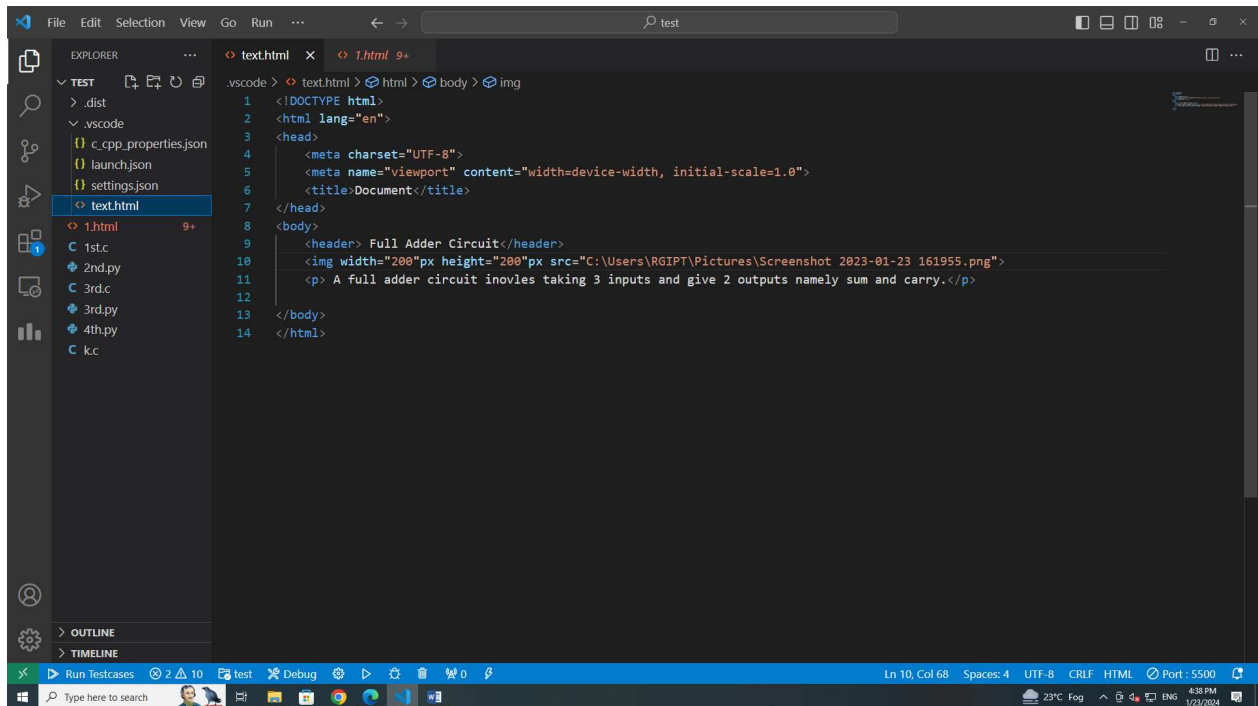 File Edit Selection View Go Run ··· ← → test
EXPLORER ···
text.html × 1.html 9+
TEST
.vscode > text.html > html > body > img
> .dist
.vscode
{} c_cpp_properties.json
{} launch.json
{} settings.json
<> text.html
<> 1.html 9+
C 1st.c
2nd.py
C 3rd.c
3rd.py
4th.py
C k.c
1 <!DOCTYPE html>
2 <html lang="en">
3 <head>
4 <meta charset="UTF-8">
5 <meta name="viewport" content="width=device-width, initial-scale=1.0">
6 <title>Document</title>
7 </head>
8 <body>
9 <header> Full Adder Circuit</header>
10 <img width="200"px height="200"px src="C:\Users\RGIPT\Pictures\Screenshot 2023-01-23 161955.png">
11 <p> A full adder circuit inovles taking 3 inputs and give 2 outputs namely sum and carry.</p>
12
13 </body>
14 </html>
1
> OUTLINE
> TIMELINE
Run Testcases 2 10 test Debug 0 Ln 10, Col 68 Spaces: 4 UTF-8 CRLF HTML Port : 5500
Type here to search 23°C Fog ENG 4:38 PM
1/23/2024